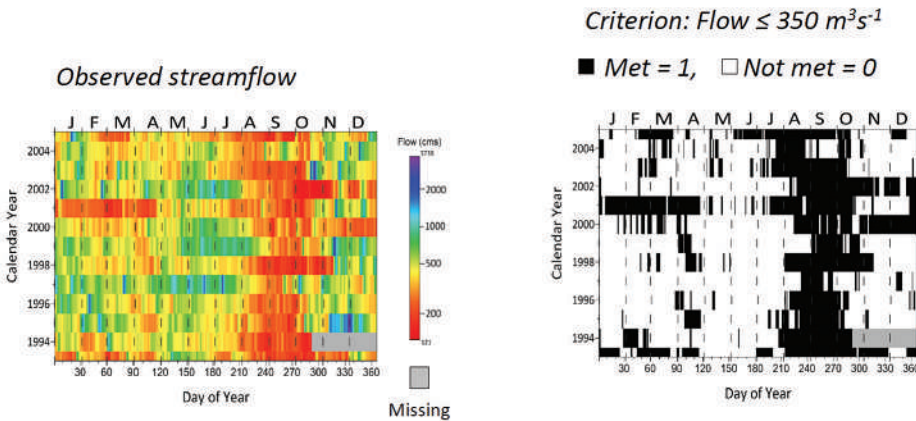 Criterion: Flow ≤ 350 m³s⁻¹
Observed streamflow
■ Met = 1, □ Not met = 0
J F M A M J J A S O N D
Flow (cms)
2000
1000
500
200
2004
2002
2000
1998
1996
1994
Calendar Year
30 60 90 120 150 180 210 240 270 300 330 360
Day of Year
Missing
J F M A M J J A S O N D
2004
2002
2000
1998
1996
1994
Calendar Year
30 60 90 120 150 180 210 240 270 300 330 360
Day of Year